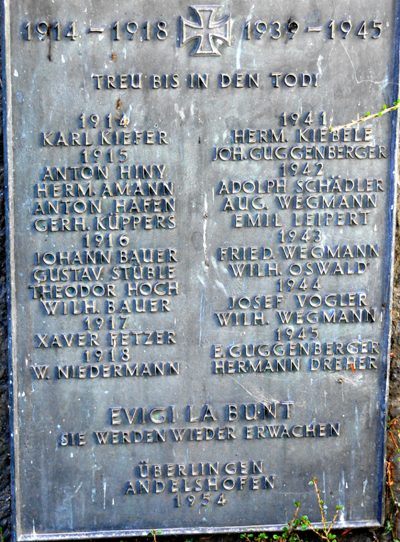 1914 - 1918 1939 - 1945
TREU BIS IN DEN TOD!
1914
KARL KIEFER
1915
ANTON HINY
HERM. AMANN
ANTON HAFEN
GERH. KÜPPERS
1916
JOHANN BAUER
GUSTAV STÜBLE
THEODOR HOCH
WILH. BAUER
1917
XAVER FETZER
1918
W. NIEDERMANN
1941
HERM. KIEBELE
JOH. GUGGENBERGER
1942
ADOLPH SCHÄDLER
AUG. WEGMANN
EMIL LEIPERT
1943
FRIED. WEGMANN
WILH. OSWALD
1944
JOSEF VOGLER
WILH. WEGMANN
1945
E. GUGGENBERGER
HERMANN DREHER
EVIGI LA BUNT
SIE WERDEN WIEDER ERWACHEN
ÜBERLINGEN
ANDELSHOFEN
1954